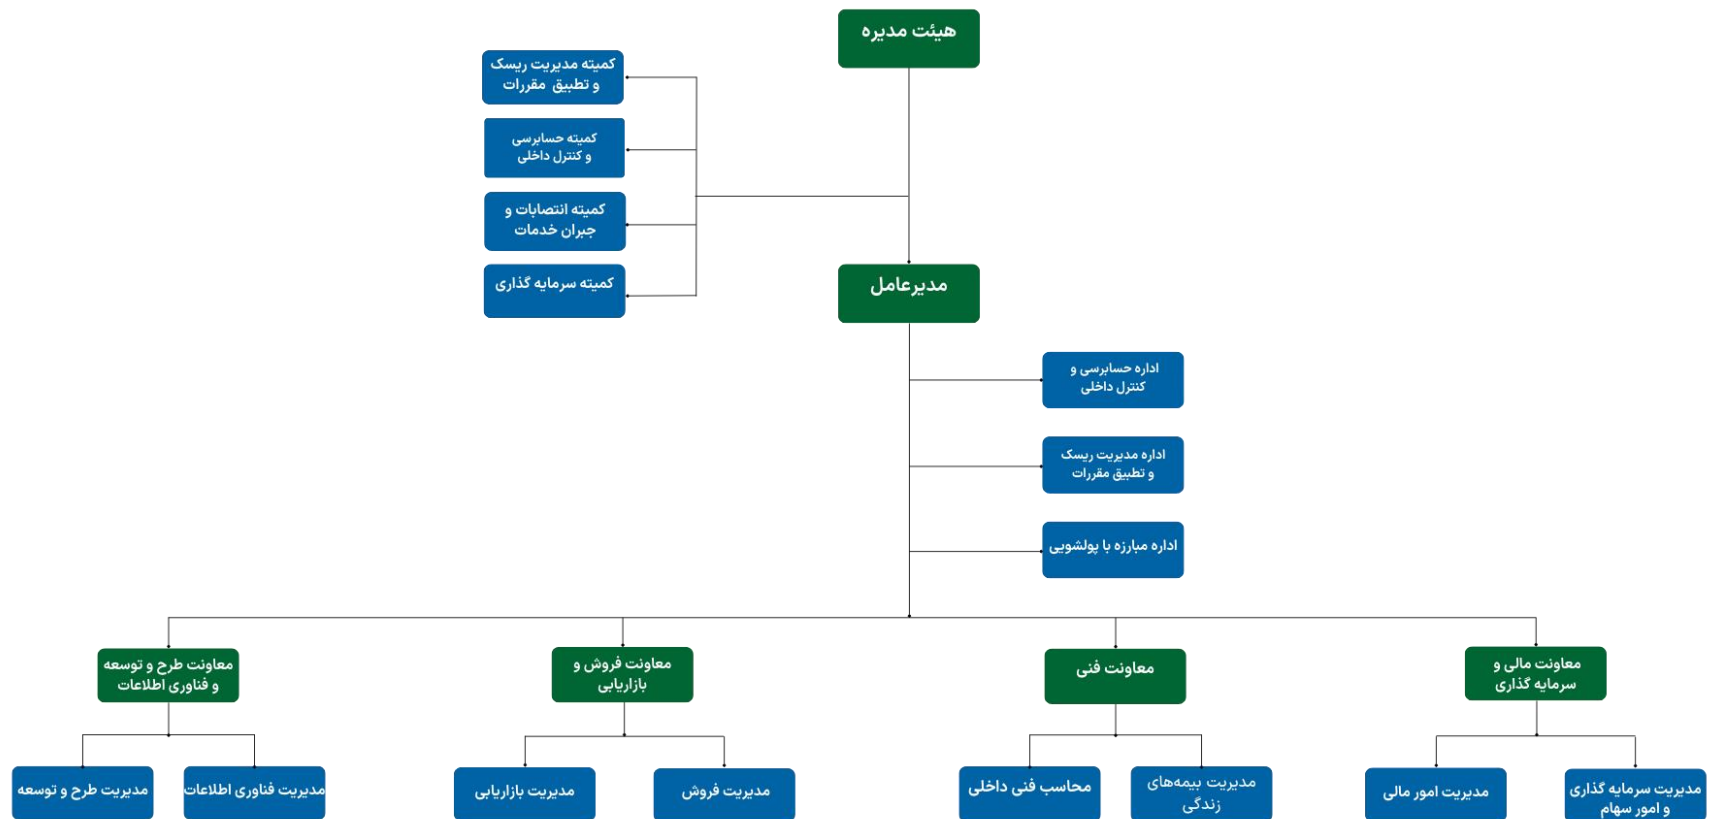 هیئت مدیره
کمیته مدیریت ریسک
و تطبیق مقررات
کمیته حسابرسی
و کنترل داخلی
کمیته انتصابات و
جبران خدمات
کمیته سرمایه گذاری
مدیرعامل
اداره حسابرسی و
کنترل داخلی
اداره مدیریت ریسک
و تطبیق مقررات
اداره مبارزه با پولشویی
معاونت مالی و
سرمایه گذاری
معاونت فنی
معاونت فروش و
بازاریابی
معاونت طرح و توسعه
و فناوری اطلاعات
مدیریت سرمایه گذاری
و امور سهام
مدیریت امور مالی
مدیریت بیمه‌های
زندگی
محاسب فنی داخلی
مدیریت فروش
مدیریت بازاریابی
مدیریت فناوری اطلاعات
مدیریت طرح و توسعه